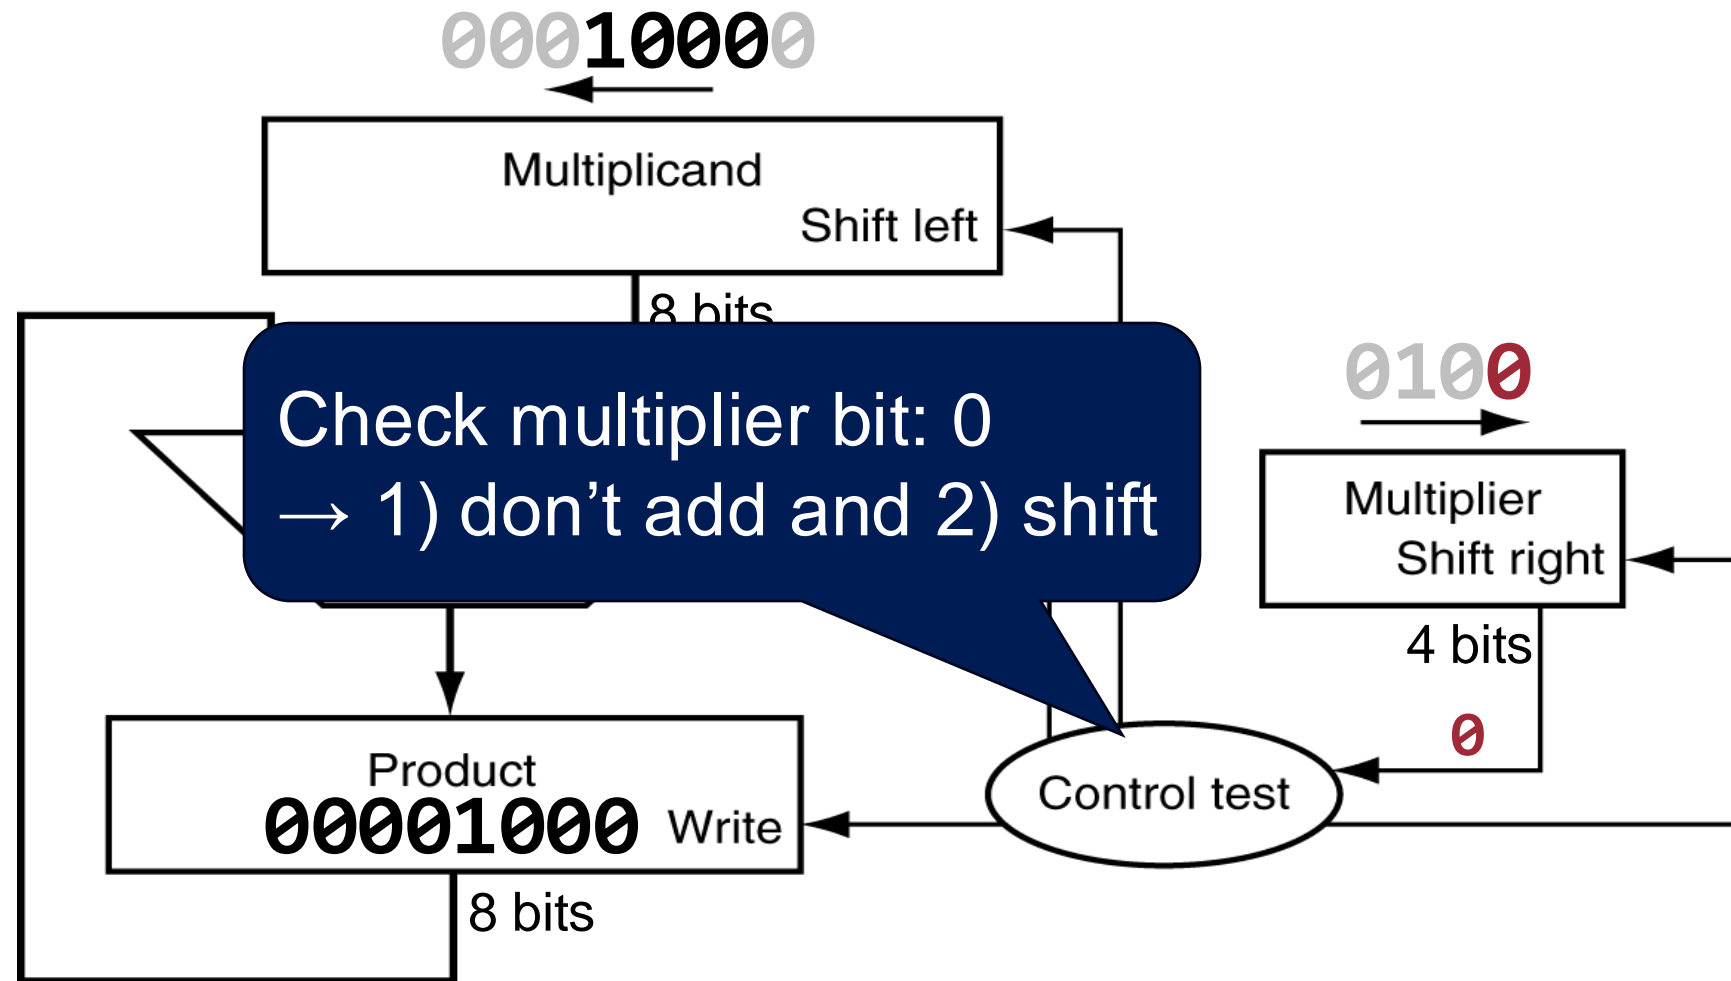 00010000
Multiplicand
Shift left
8 bits
0100
Check multiplier bit: 0
→ 1) don’t add and 2) shift
Multiplier
Shift right
4 bits
0
Product
00001000 Write
Control test
8 bits